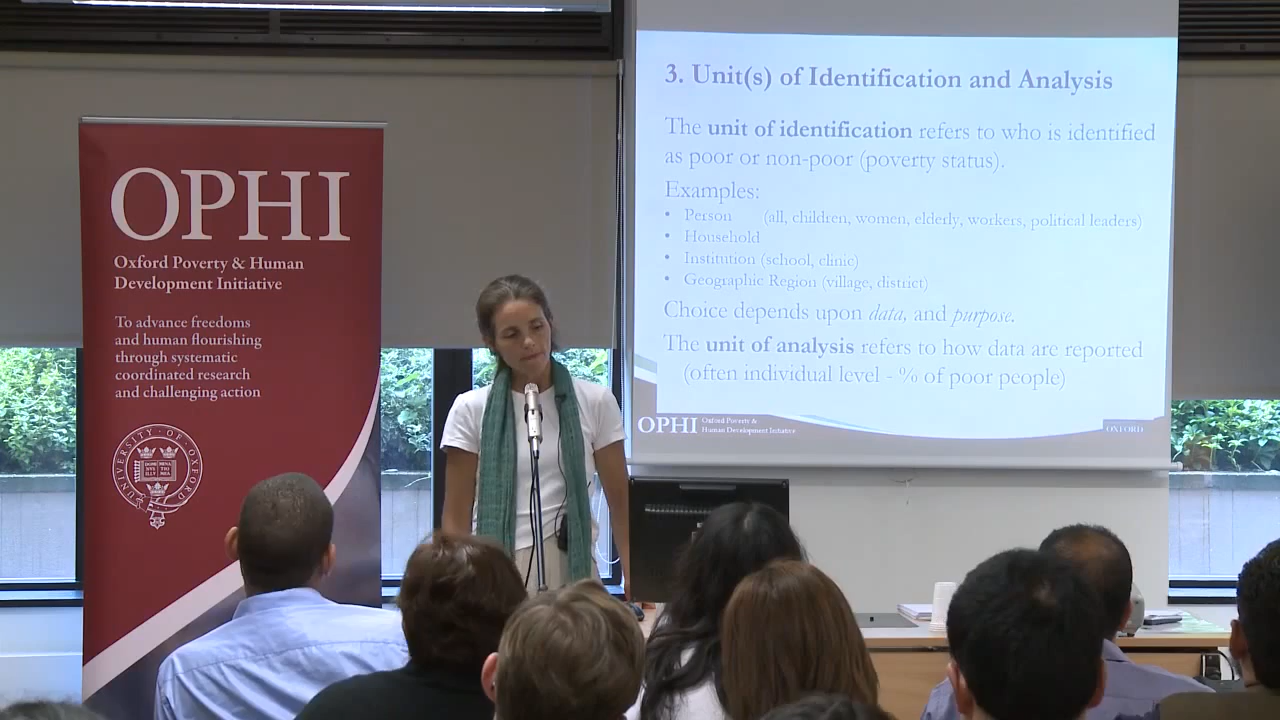 OPHI
Oxford Poverty & Human
Development Initiative
To advance freedoms
and human flourishing
through systematic
coordinated research
and challenging action
UNIVERSITY OF OXFORD
3. Unit(s) of Identification and Analysis
The unit of identification refers to who is identified
as poor or non-poor (poverty status).
Examples:
• Person (all, children, women, elderly, workers, political leaders)
• Household
• Institution (school, clinic)
• Geographic Region (village, district)
Choice depends upon data, and purpose.
The unit of analysis refers to how data are reported
(often individual level - % of poor people)
OPHI
Oxford Poverty &
Human Development Initiative
OXFORD